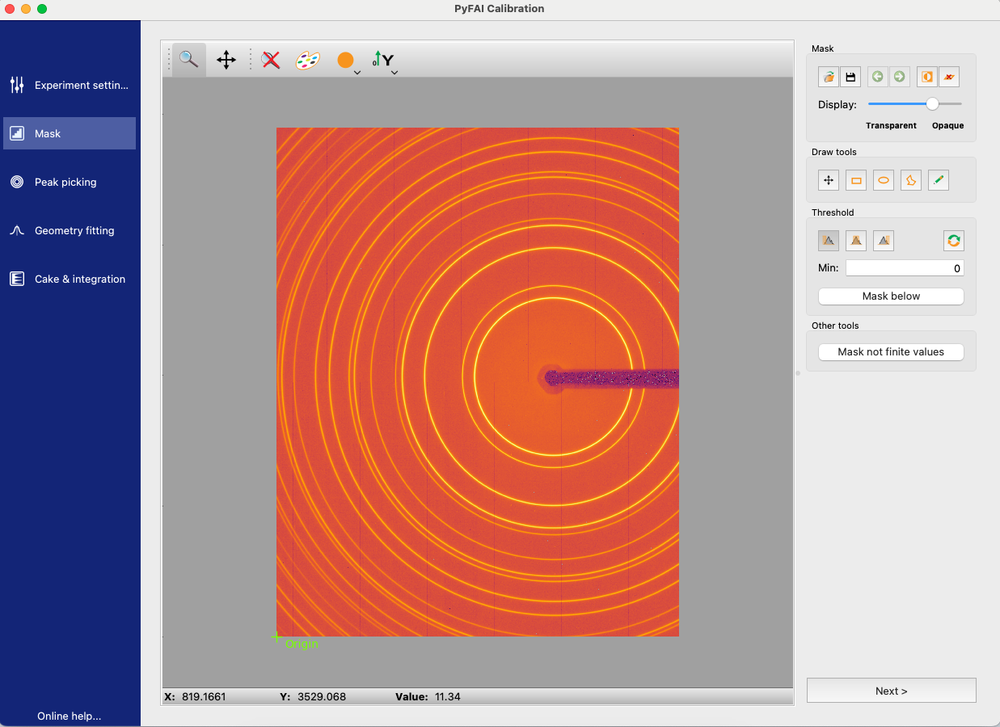 PyFAI Calibration
Experiment settin...
Mask
Peak picking
Geometry fitting
Cake & integration
Online help...
0 Y
Origin
X: 819.1661 Y: 3529.068 Value: 11.34
Mask
Display:
Transparent Opaque
Draw tools
Threshold
Min: 0
Mask below
Other tools
Mask not finite values
Next >